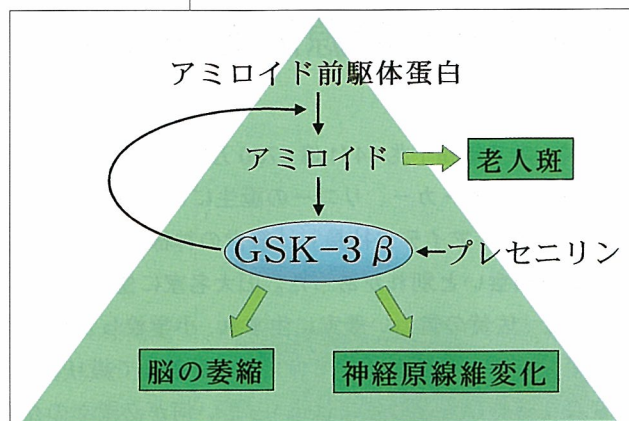 アミロイド前駆体蛋白
アミロイド
老人斑
GSK-3β
プレセニリン
脳の萎縮
神経原線維変化